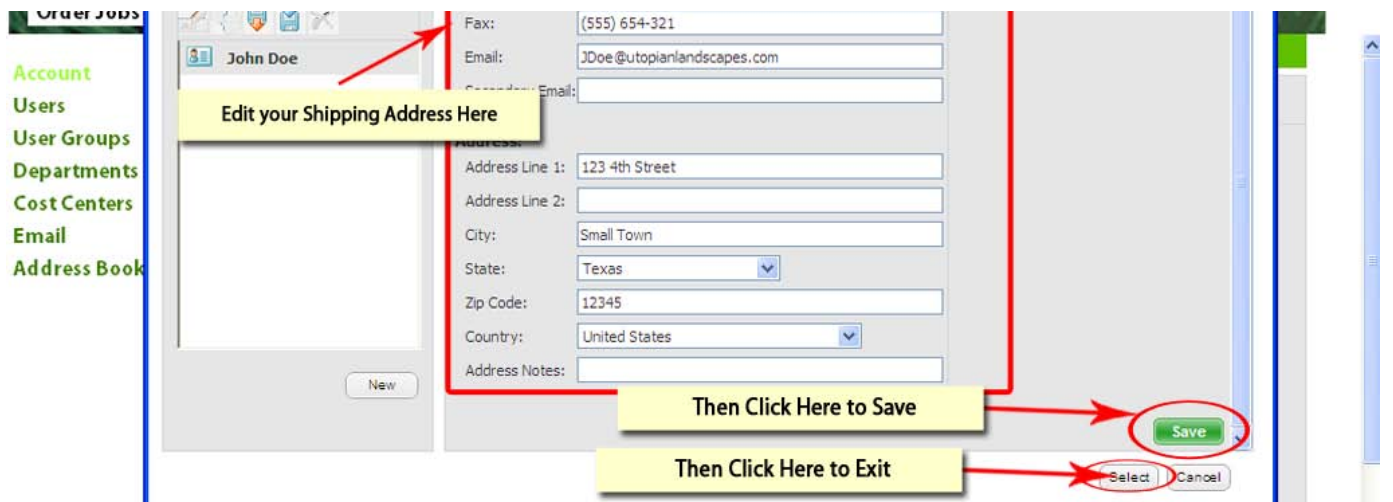 Order Jobs
Account
Users
User Groups
Departments
Cost Centers
Email
Address Book
John Doe
Edit your Shipping Address Here
New
Fax: (555) 654-321
Email: JDoe@utopianlandscapes.com
Secondary Email:
Address:
Address Line 1: 123 4th Street
Address Line 2:
City: Small Town
State: Texas
Zip Code: 12345
Country: United States
Address Notes:
Then Click Here to Save
Save
Then Click Here to Exit
Select Cancel